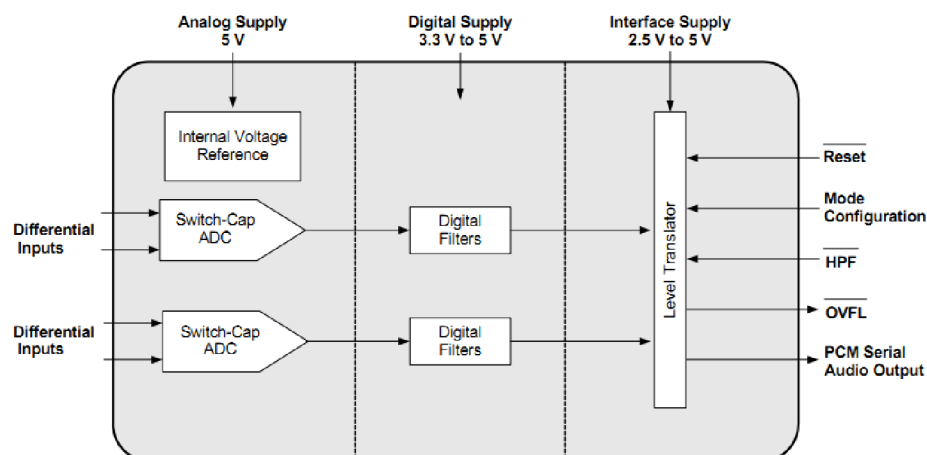 Analog Supply
5 V
Digital Supply
3.3 V to 5 V
Interface Supply
2.5 V to 5 V
Internal Voltage
Reference
Differential
Inputs
Switch-Cap
ADC
Digital
Filters
Differential
Inputs
Switch-Cap
ADC
Digital
Filters
Level Translator
Reset
Mode
Configuration
HPF
OVFL
PCM Serial
Audio Output